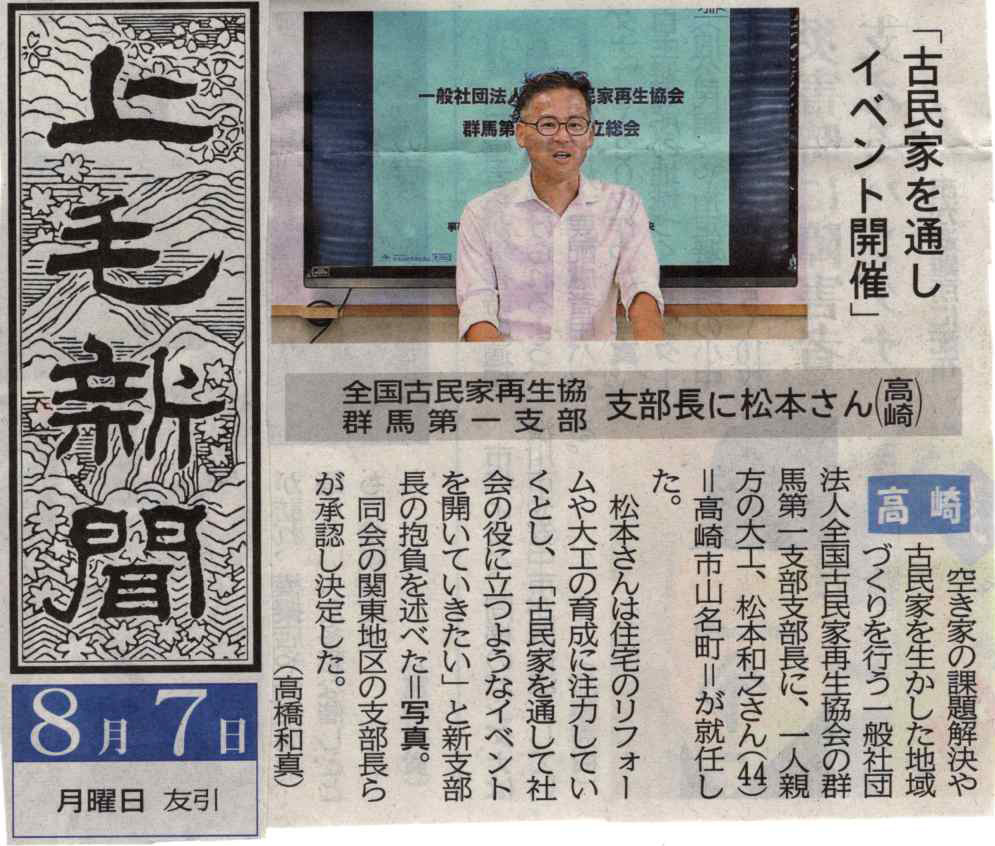 上毛新聞
8月7日
月曜日 友引
一般社団法人
民家再生協会
群馬第
立総会
「古民家を通し
イベント開催」
全国古民家再生協
群馬第一支部
支部長に松本さん(高崎)
高崎
空き家の課題解決や
古民家を生かした地域
づくりを行う一般社団
法人全国古民家再生協会の群
馬第一支部支部長に、一人親
方の大工、松本和之さん(44)
=高崎市山名町=が就任し
た。
松本さんは住宅のリフォー
ムや大工の育成に注力してい
くとし、「古民家を通して社
会の役に立つようなイベント
を開いていきたい」と新支部
長の抱負を述べた=写真。
同会の関東地区の支部長ら
が承認し決定した。
(高橋和真)